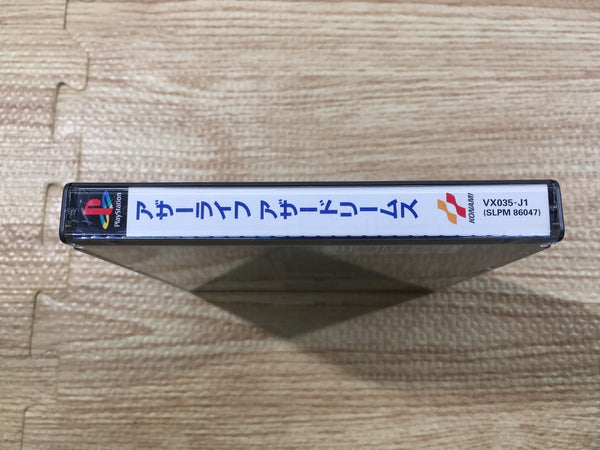 PlayStation
アザーライフ アザードリームス
KONAMI
VX035-J1
(SLPM 86047)